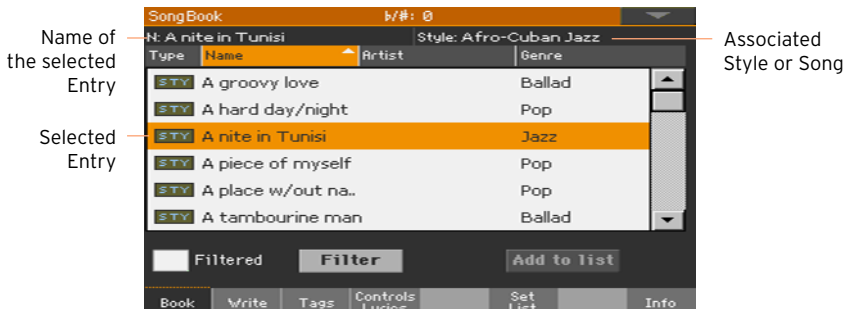 SongBook b/#: 0
N: A nite in Tunisi Style: Afro-Cuban Jazz
Type Name Artist Genre
STY A groovy love Ballad
STY A hard day/night Pop
STY A nite in Tunisi Jazz
STY A piece of myself Pop
STY A place w/out na.. Pop
STY A tambourine man Ballad
Filtered Filter Add to list
Book Write Tags Controls Lyrics Set List Info
Name of
the selected
Entry
Selected
Entry
Associated
Style or Song